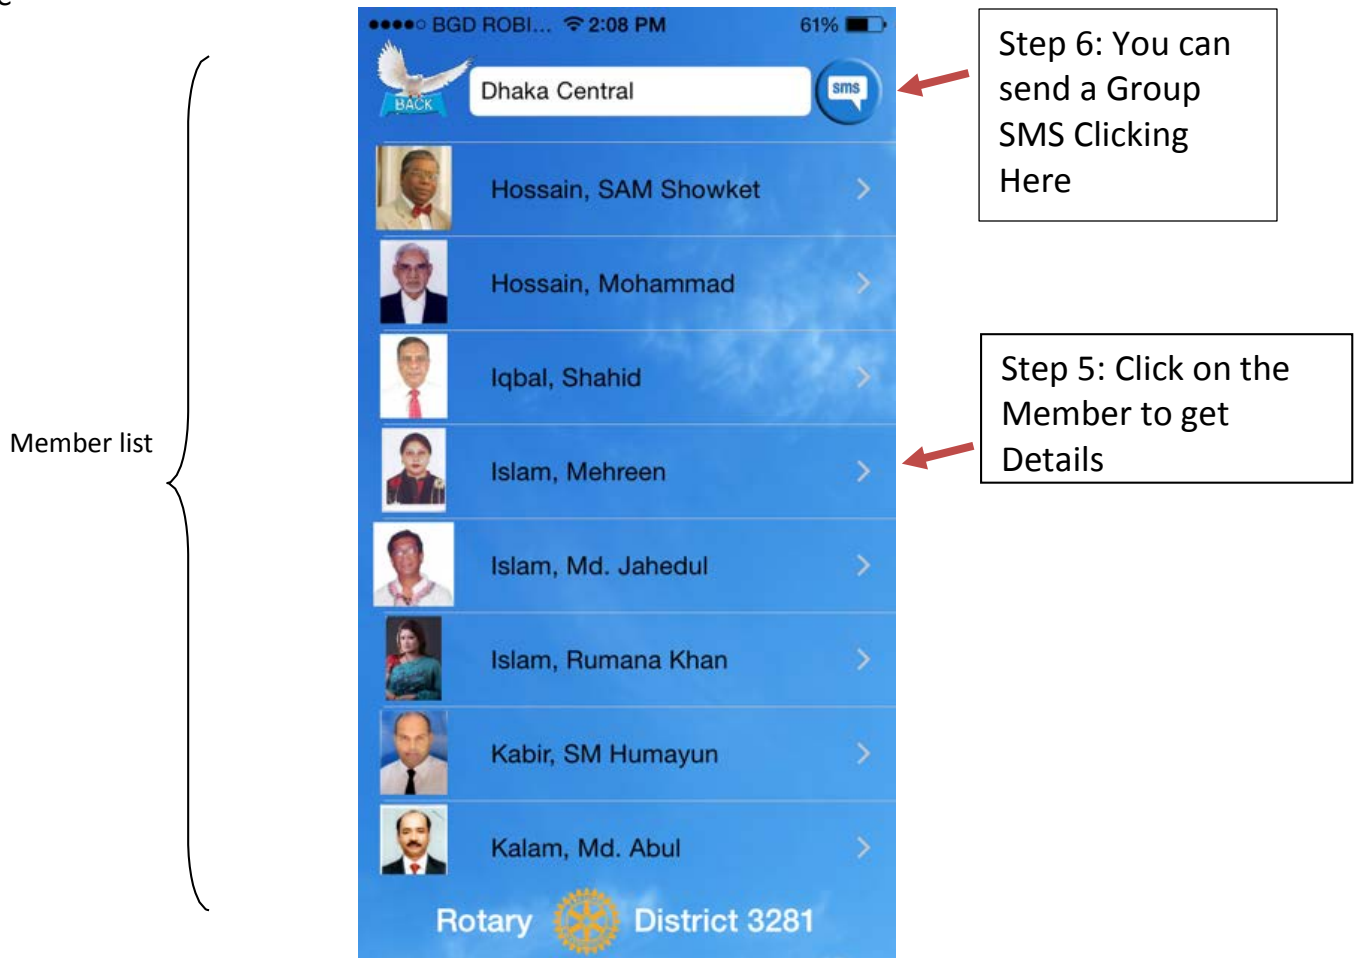 BGD ROBI... 2:08 PM 61%
BACK
Dhaka Central
sms
Step 6: You can
send a Group
SMS Clicking
Here
Hossain, SAM Showket
Hossain, Mohammad
Iqbal, Shahid
Step 5: Click on the
Member to get
Details
Member list
Islam, Mehreen
Islam, Md. Jahedul
Islam, Rumana Khan
Kabir, SM Humayun
Kalam, Md. Abul
Rotary District 3281